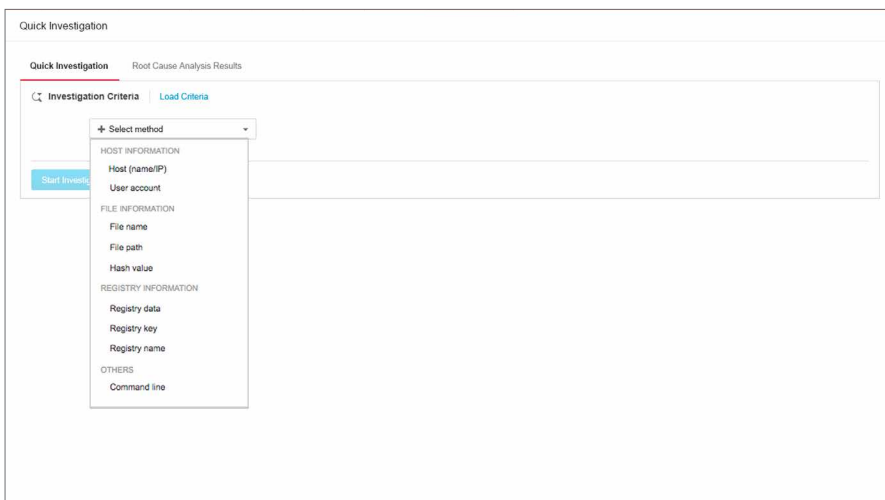 Quick Investigation
Quick Investigation Root Cause Analysis Results
Investigation Criteria Load Criteria
+ Select method
HOST INFORMATION
Host (name/IP)
User account
Start Investig
FILE INFORMATION
File name
File path
Hash value
REGISTRY INFORMATION
Registry data
Registry key
Registry name
OTHERS
Command line